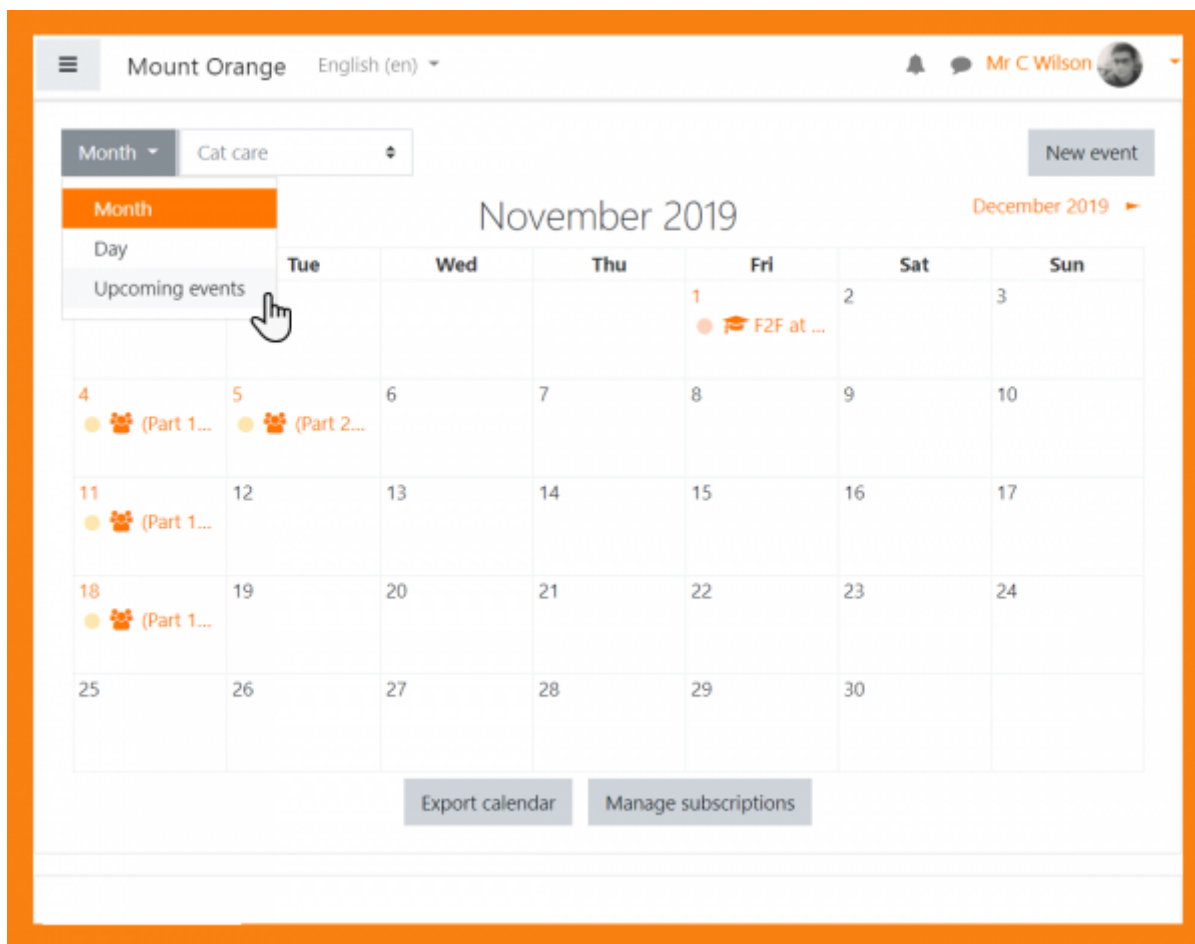 Mount Orange English (en) Mr C Wilson
Month Cat care New event
Month
Day
Upcoming events
November 2019 December 2019
Tue Wed Thu Fri Sat Sun
1 2 3
F2F at ...
4 5 6 7 8 9 10
(Part 1... (Part 2...
11 12 13 14 15 16 17
(Part 1...
18 19 20 21 22 23 24
(Part 1...
25 26 27 28 29 30
Export calendar Manage subscriptions